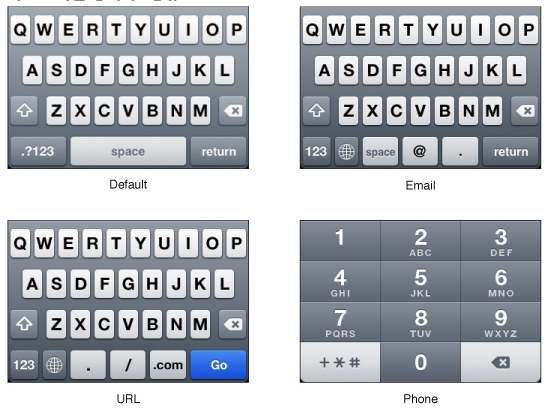 Q W E R T Y U I O P
A S D F G H J K L
Z X C V B N M
.?123 space return
Default
Q W E R T Y U I O P
A S D F G H J K L
Z X C V B N M
123 space @ . return
Email
Q W E R T Y U I O P
A S D F G H J K L
Z X C V B N M
123 . / .com Go
URL
1 2 3
ABC DEF
4 5 6
GHI JKL MNO
7 8 9
PQRS TUV WXYZ
+ * # 0
Phone